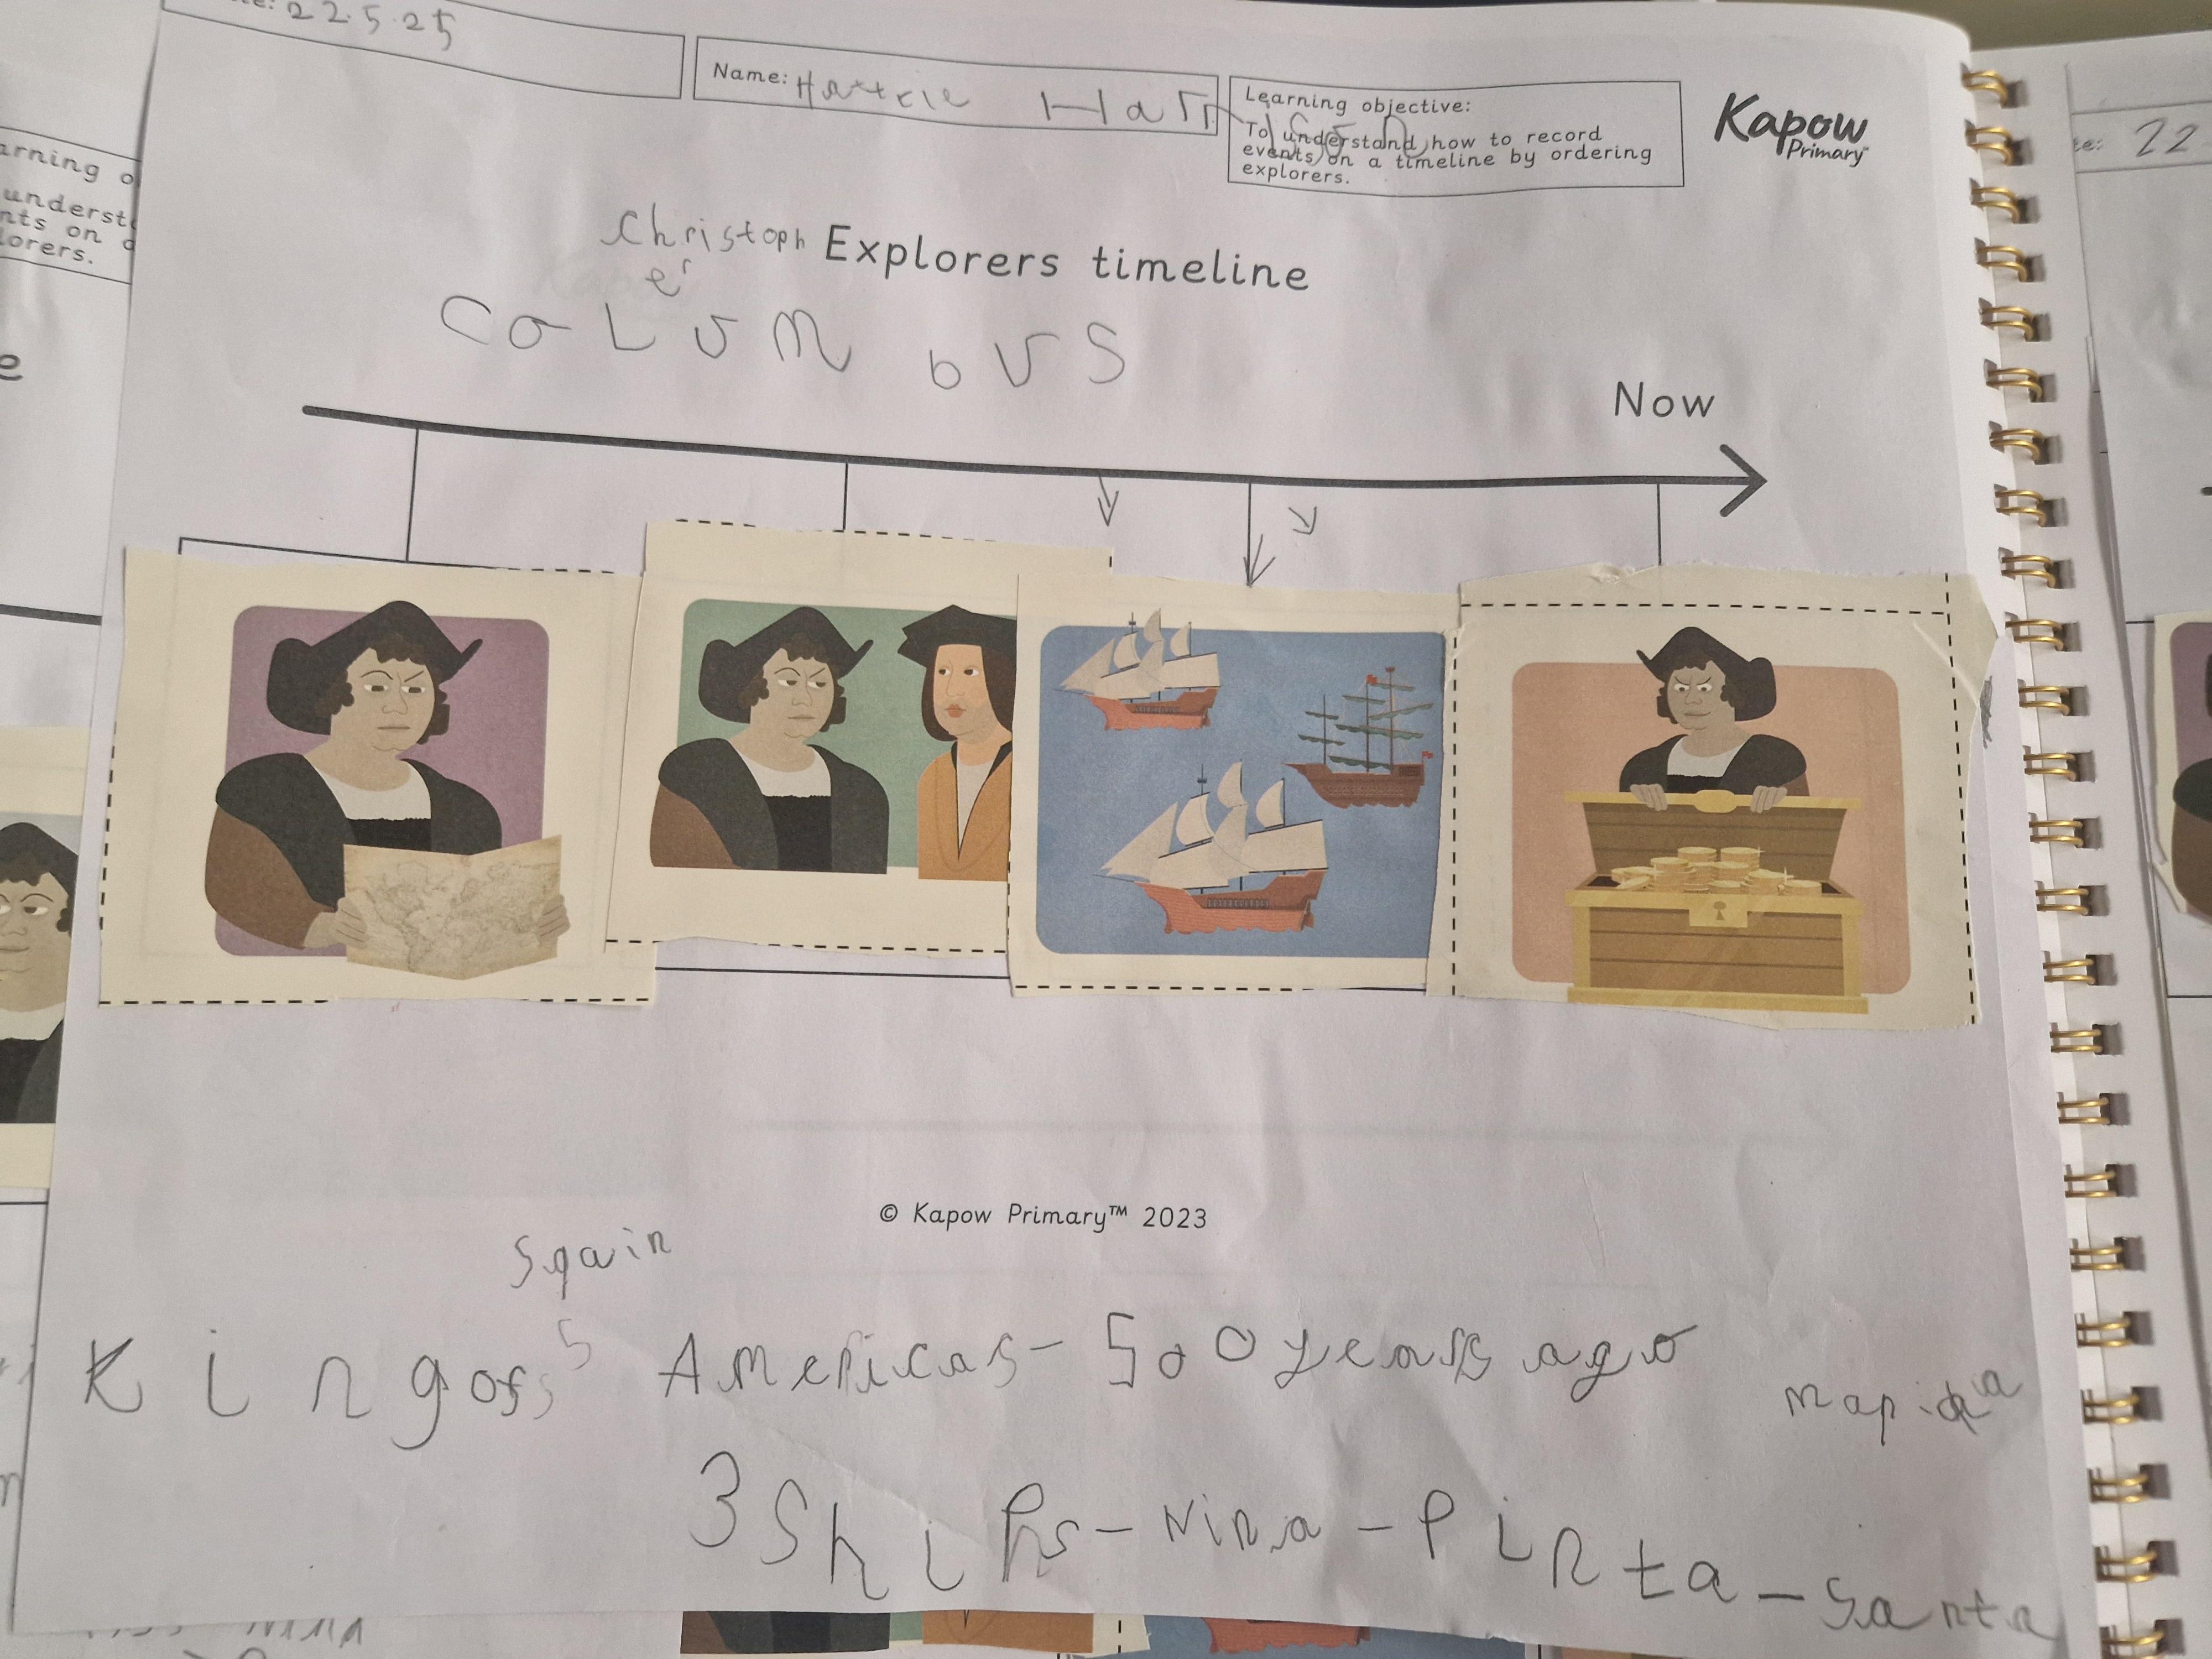 22.5.25
Name: Hattie Harrison
Learning objective:
To understand how to record
events on a timeline by ordering
explorers.
Kapow
Primary
Christoph Explorers timeline
er
Columbus
Now
© Kapow Primary™ 2023
Spain
King of Americas - 500 years ago
3 Ships - Nina - Pinta - Santa
22